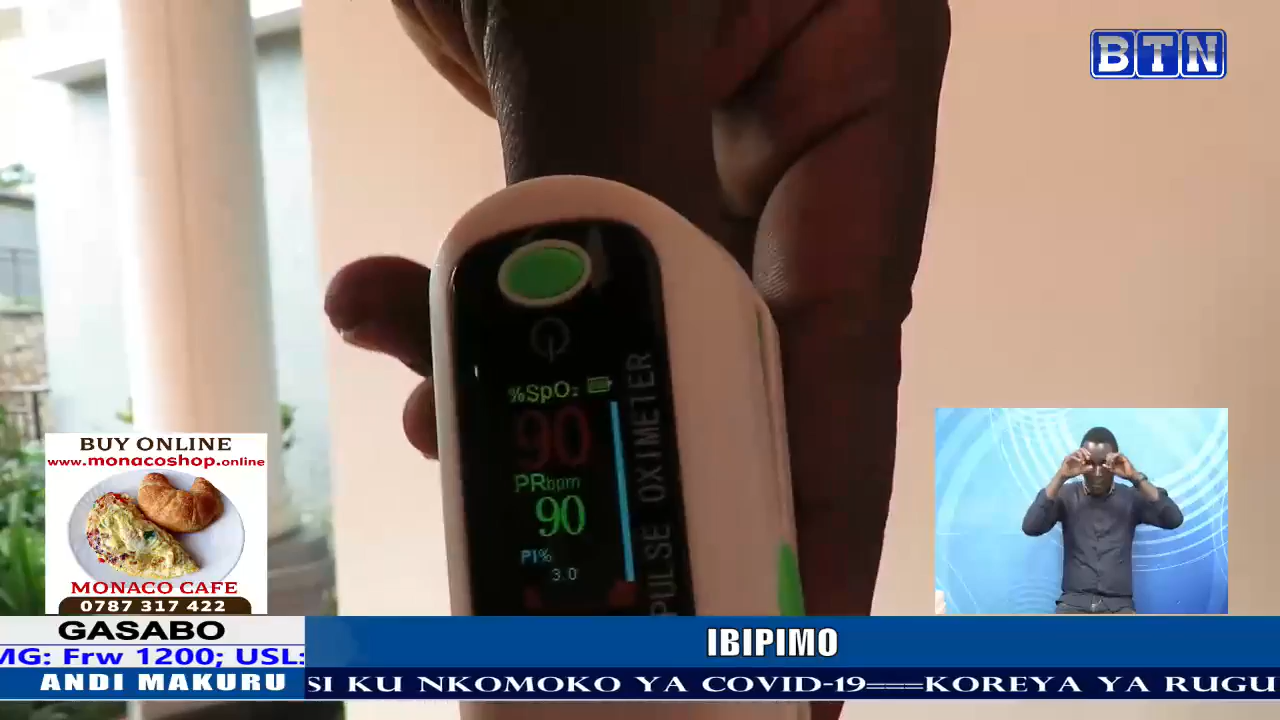 BTN
%SpO₂
90
PRbpm
90
PI%
3.0
PULSE OXIMETER
BUY ONLINE
www.monacoshop.online
MONACO CAFE
0787 317 422
GASABO
MG: Frw 1200; USL:
ANDI MAKURU
IBIPIMO
SI KU NKOMOKO YA COVID-19===KOREYA YA RUGU